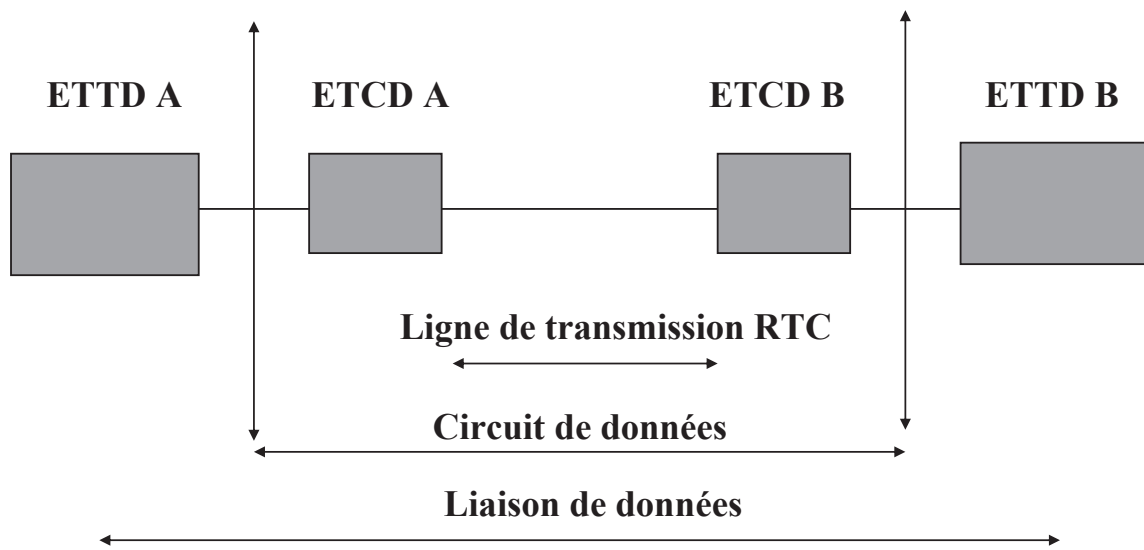 ETTD A
ETCD A
ETCD B
ETTD B
Ligne de transmission RTC
Circuit de données
Liaison de données